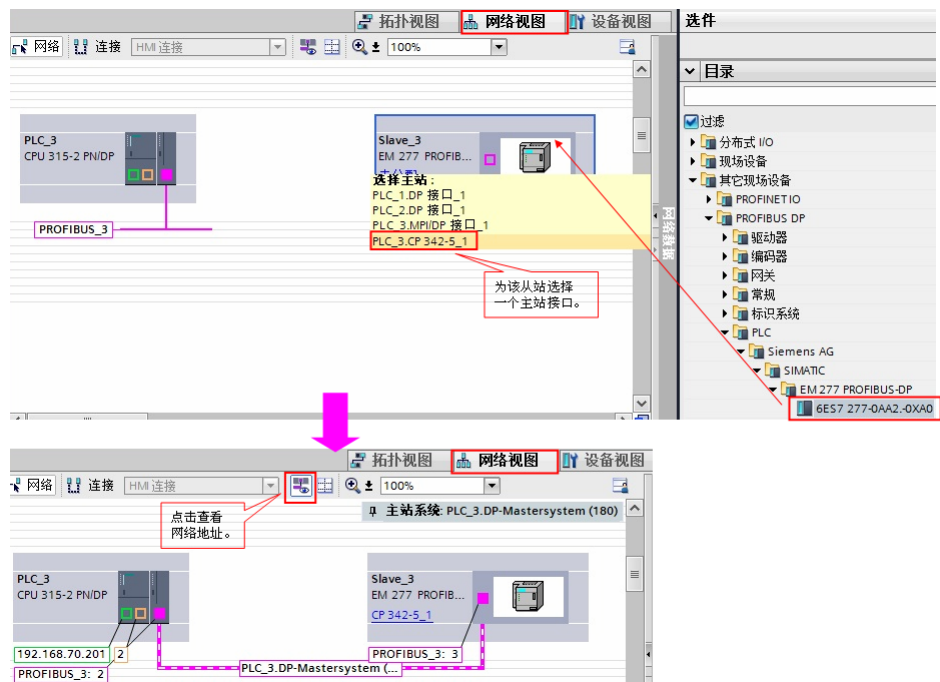 拓扑视图
网络视图
设备视图
选件
网络
连接
HMI 连接
100%
目录
过滤
PLC_3
CPU 315-2 PN/DP
Slave_3
EM 277 PROFIB...
选择主站：
PLC_1.DP 接口_1
PLC_2.DP 接口_1
PLC_3.MPI/DP 接口_1
PLC_3.CP 342-5_1
PROFIBUS_3
为该从站选择
一个主站接口。
网络数据
分布式 I/O
现场设备
其它现场设备
PROFINET IO
PROFIBUS DP
驱动器
编码器
网关
常规
标识系统
PLC
Siemens AG
SIMATIC
EM 277 PROFIBUS-DP
6ES7 277-0AA2.-0XA0
拓扑视图
网络视图
设备视图
网络
连接
HMI 连接
100%
点击查看
网络地址。
主站系统: PLC_3.DP-Mastersystem (180)
PLC_3
CPU 315-2 PN/DP
Slave_3
EM 277 PROFIB...
CP 342-5_1
192.168.70.201
2
PROFIBUS_3: 2
PLC_3.DP-Mastersystem (...
PROFIBUS_3: 3